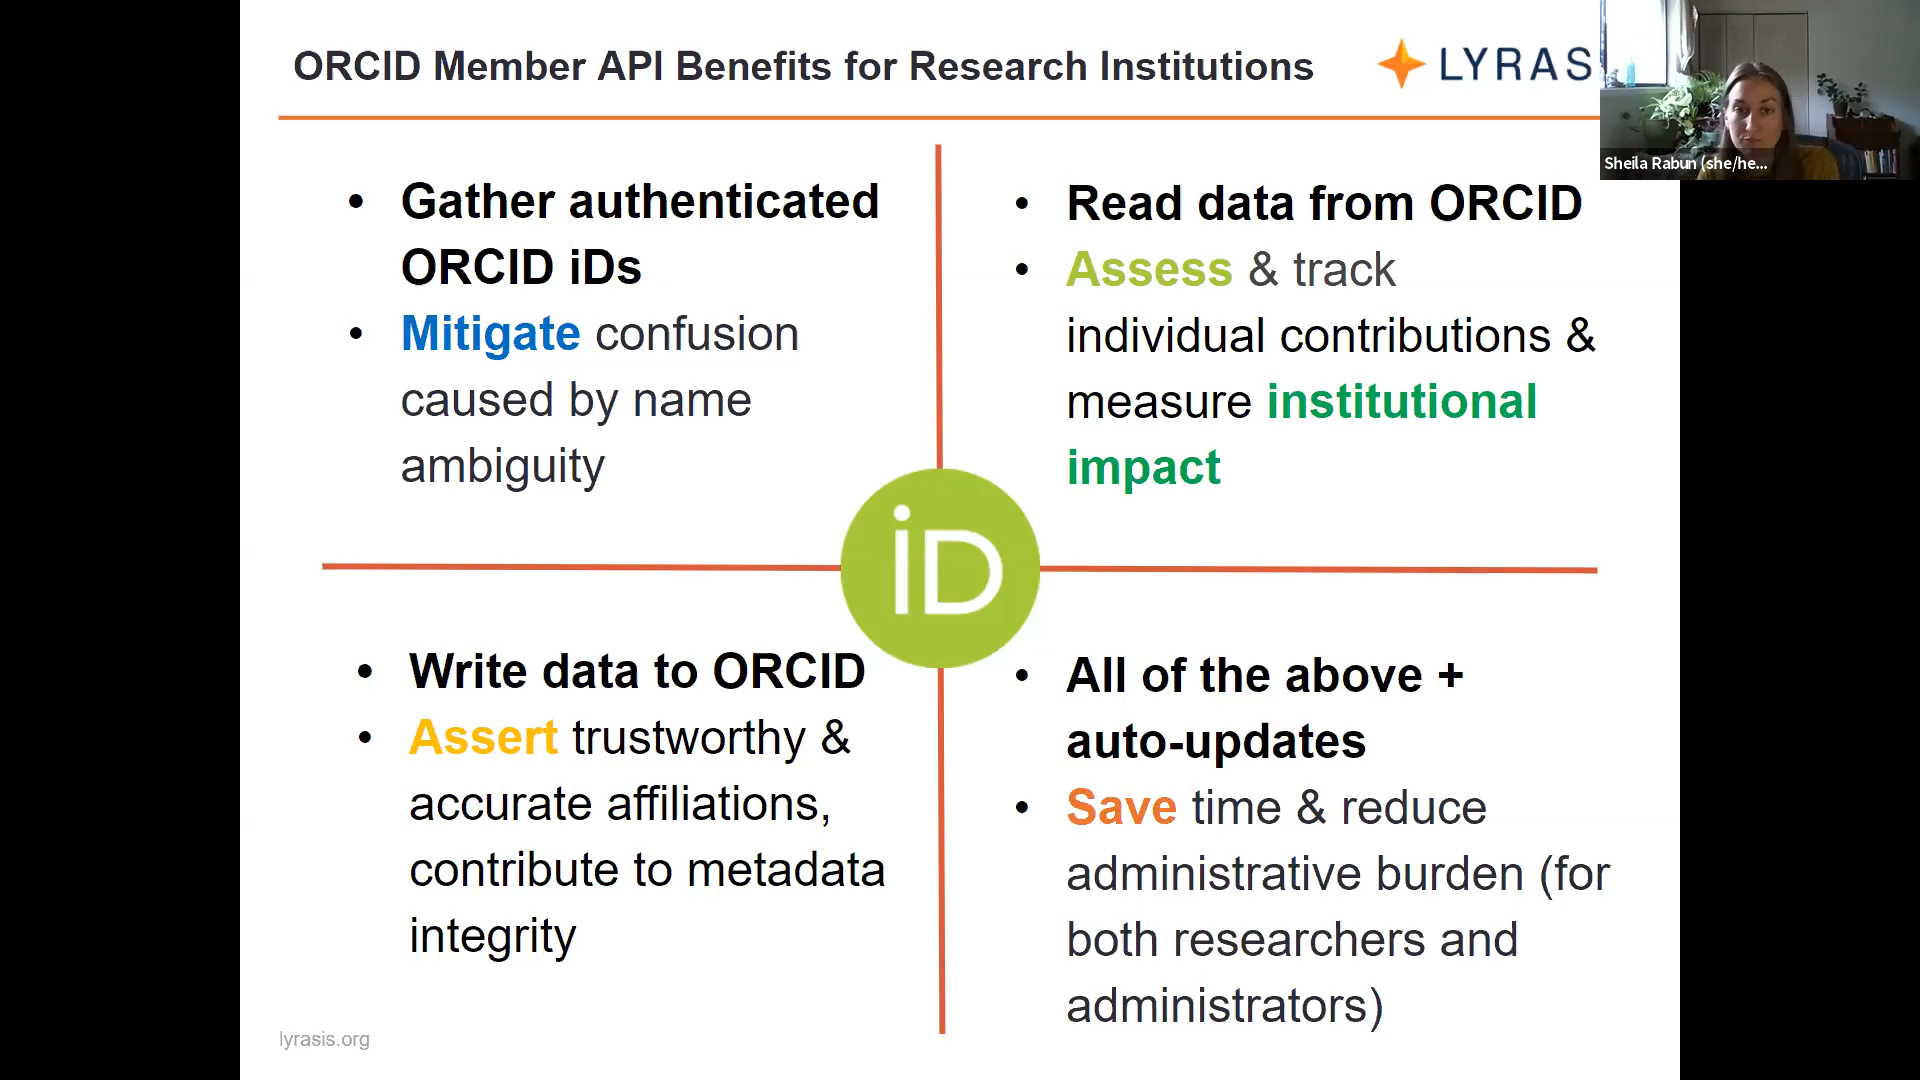 ORCID Member API Benefits for Research Institutions
LYRAS
Sheila Rabun (she/he...
• Gather authenticated
ORCID iDs
• Mitigate confusion
caused by name
ambiguity
• Read data from ORCID
• Assess & track
individual contributions &
measure institutional
impact
iD
• Write data to ORCID
• Assert trustworthy &
accurate affiliations,
contribute to metadata
integrity
• All of the above +
auto-updates
• Save time & reduce
administrative burden (for
both researchers and
administrators)
lyrasis.org